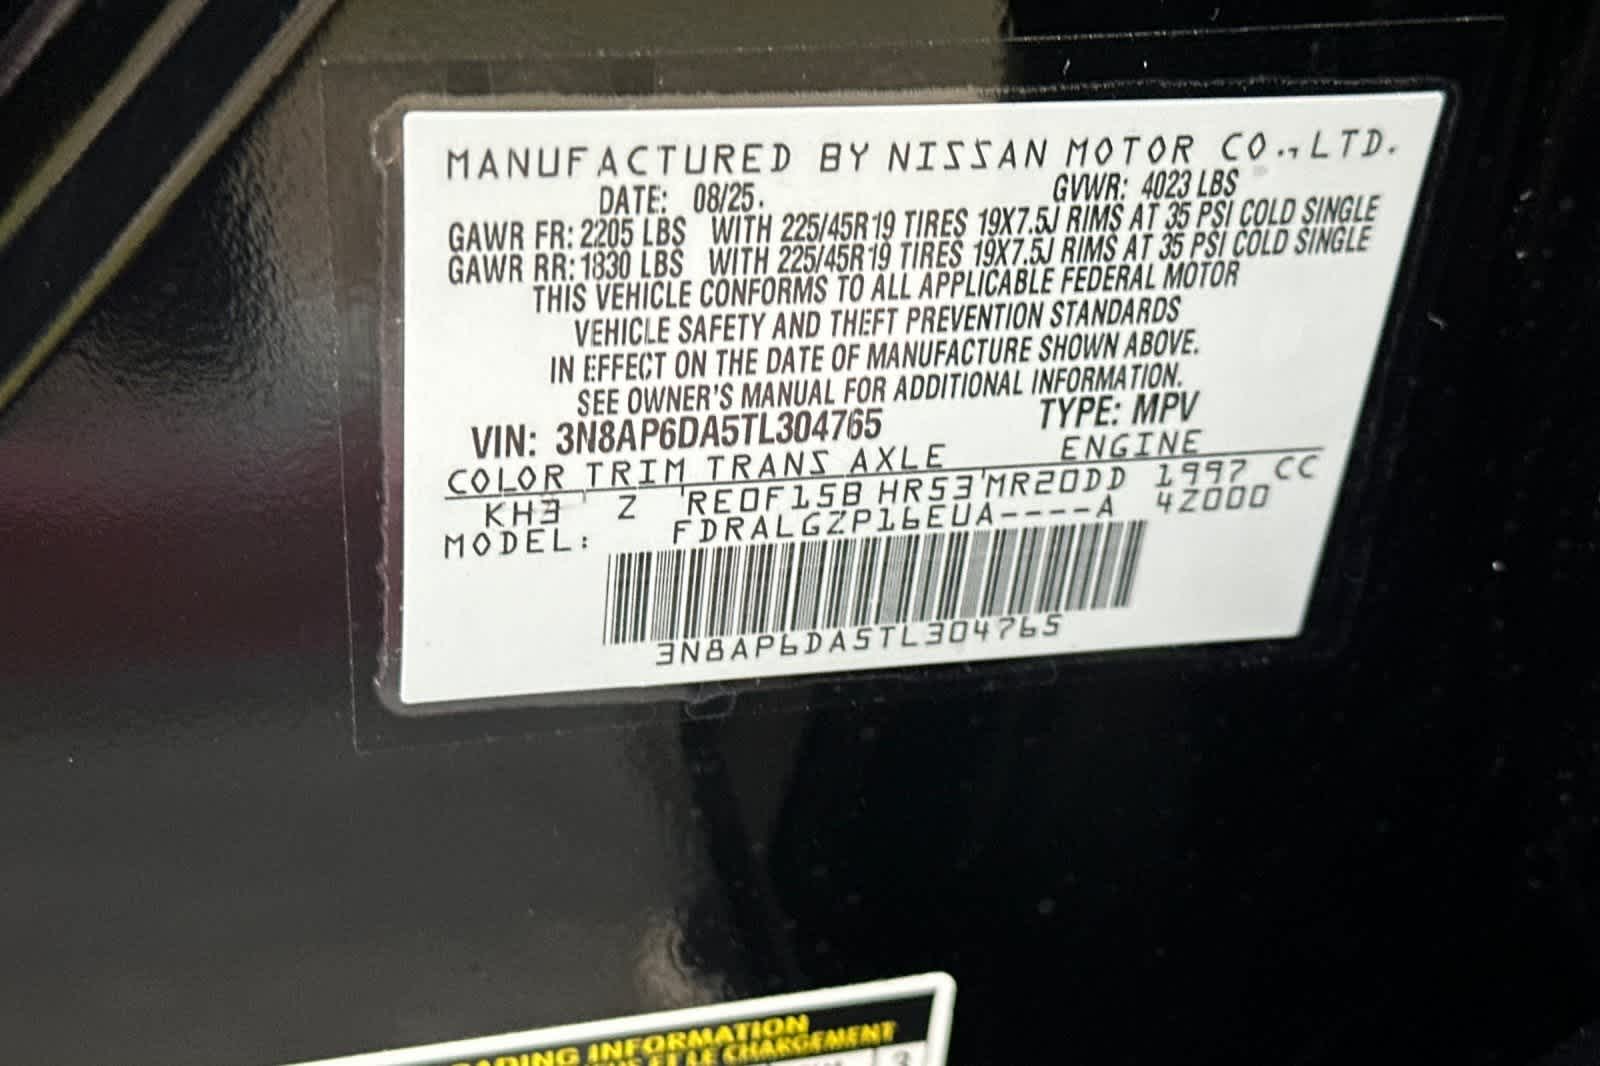 MANUFACTURED BY NISSAN MOTOR CO., LTD.
DATE: 08/25. GVWR: 4023 LBS
GAWR FR: 2205 LBS WITH 225/45R19 TIRES 19X7.5J RIMS AT 35 PSI COLD SINGLE
GAWR RR: 1830 LBS WITH 225/45R19 TIRES 19X7.5J RIMS AT 35 PSI COLD SINGLE
THIS VEHICLE CONFORMS TO ALL APPLICABLE FEDERAL MOTOR
VEHICLE SAFETY AND THEFT PREVENTION STANDARDS
IN EFFECT ON THE DATE OF MANUFACTURE SHOWN ABOVE.
SEE OWNER'S MANUAL FOR ADDITIONAL INFORMATION.
VIN: 3N8AP6DA5TL304765 TYPE: MPV
COLOR TRIM TRANS AXLE ENGINE
KH3 Z RE0F15B HR53 MR20DD 1997 CC
MODEL: FDRALGZP16EUA----A 4Z000
3N8AP6DA5TL304765
INFORMATION
ET LE CHARGEMENT